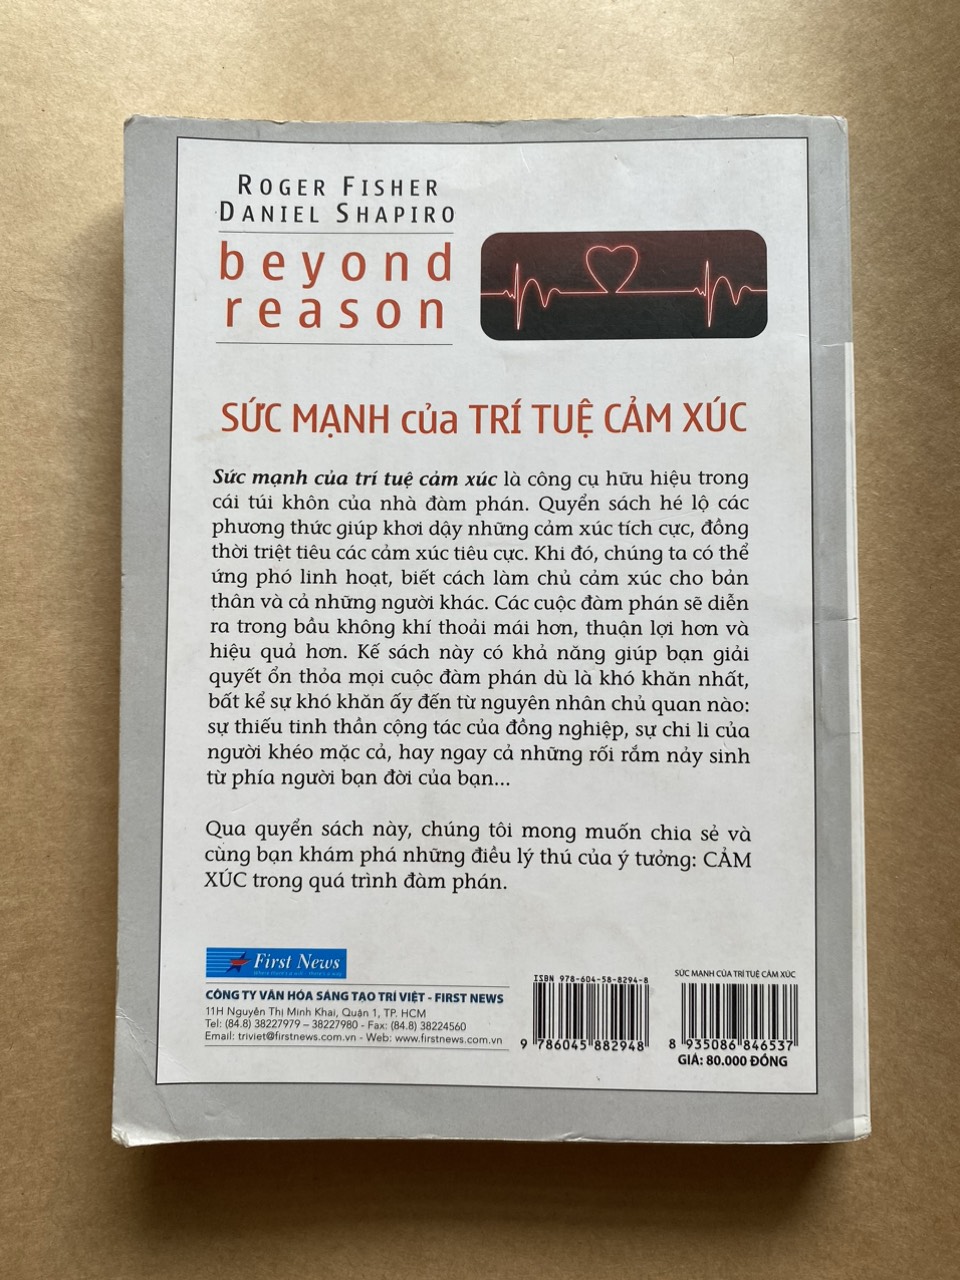 ROGER FISHER
DANIEL SHAPIRO
beyond
reason
SỨC MẠNH của TRÍ TUỆ CẢM XÚC
Sức mạnh của trí tuệ cảm xúc là công cụ hữu hiệu trong
cái túi khôn của nhà đàm phán. Quyển sách hé lộ các
phương thức giúp khơi dậy những cảm xúc tích cực, đồng
thời triệt tiêu các cảm xúc tiêu cực. Khi đó, chúng ta có thể
ứng phó linh hoạt, biết cách làm chủ cảm xúc cho bản
thân và cả những người khác. Các cuộc đàm phán sẽ diễn
ra trong bầu không khí thoải mái hơn, thuận lợi hơn và
hiệu quả hơn. Kế sách này có khả năng giúp bạn giải
quyết ổn thỏa mọi cuộc đàm phán dù là khó khăn nhất,
bất kể sự khó khăn ấy đến từ nguyên nhân chủ quan nào:
sự thiếu tinh thần cộng tác của đồng nghiệp, sự chi li của
người khéo mặc cả, hay ngay cả những rối rắm nảy sinh
từ phía người bạn đời của bạn...
Qua quyển sách này, chúng tôi mong muốn chia sẻ và
cùng bạn khám phá những điều lý thú của ý tưởng: CẢM
XÚC trong quá trình đàm phán.
First News
CÔNG TY VĂN HÓA SÁNG TẠO TRÍ VIỆT - FIRST NEWS
11H Nguyễn Thị Minh Khai, Quận 1, TP. HCM
Tel: (84.8) 38227979 – 38227980 - Fax: (84.8) 38224560
Email: triviet@firstnews.com.vn - Web: www.firstnews.com.vn
ISBN 978-604-58-8294-8
9 786045 882948
SỨC MẠNH CỦA TRÍ TUỆ CẢM XÚC
8 935086 846537
GIÁ: 80.000 ĐỒNG